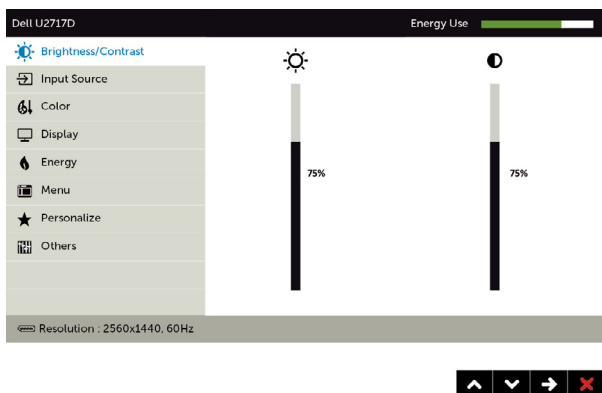 Dell U2717D Energy Use
Brightness/Contrast
Input Source
Color
Display
Energy
75% 75%
Menu
Personalize
Others
Resolution : 2560x1440, 60Hz